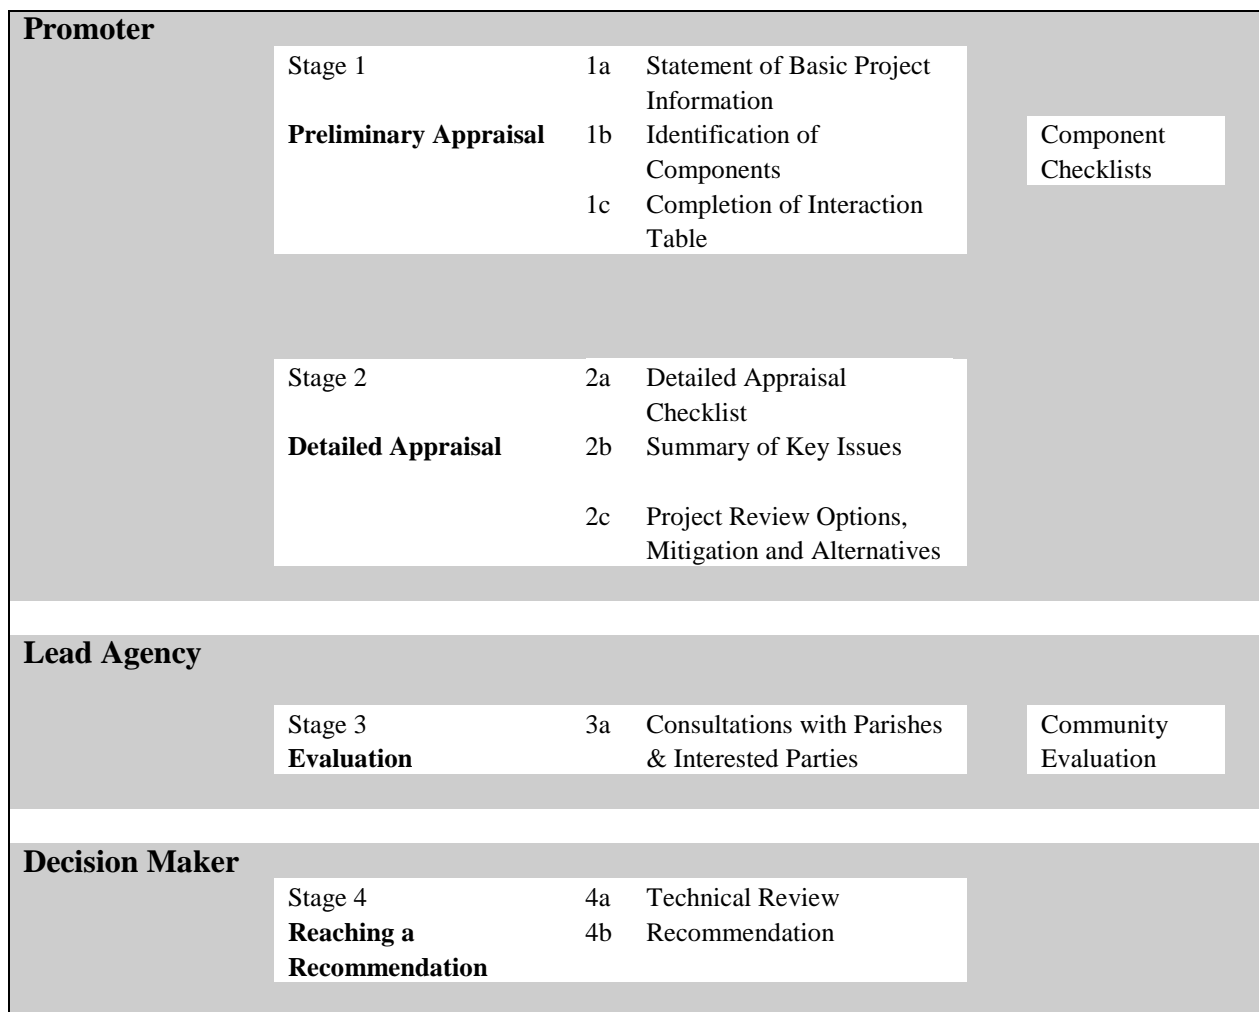 Promoter
Stage 1 1a Statement of Basic Project
Information
Preliminary Appraisal 1b Identification of Component
Components Checklists
1c Completion of Interaction
Table
Stage 2 2a Detailed Appraisal
Checklist
Detailed Appraisal 2b Summary of Key Issues
2c Project Review Options,
Mitigation and Alternatives
Lead Agency
Stage 3 3a Consultations with Parishes Community
Evaluation & Interested Parties Evaluation
Decision Maker
Stage 4 4a Technical Review
Reaching a 4b Recommendation
Recommendation